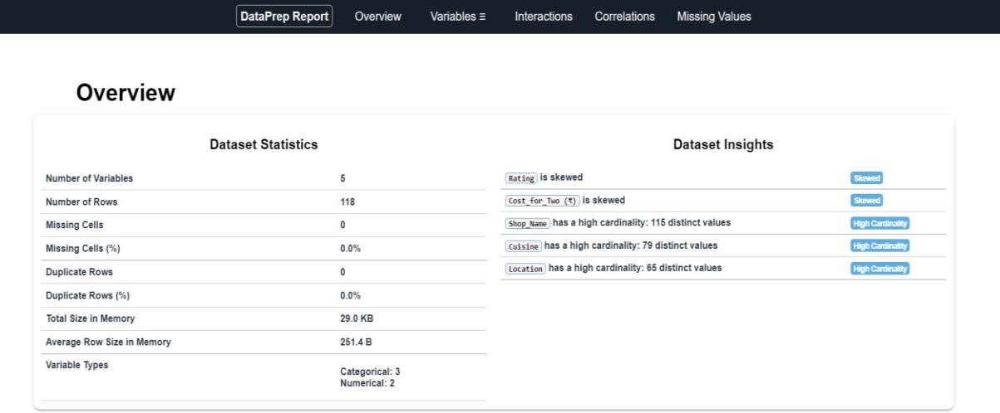 DataPrep Report Overview Variables ≡ Interactions Correlations Missing Values
Overview
Dataset Statistics
Number of Variables 5
Number of Rows 118
Missing Cells 0
Missing Cells (%) 0.0%
Duplicate Rows 0
Duplicate Rows (%) 0.0%
Total Size in Memory 29.0 KB
Average Row Size in Memory 251.4 B
Variable Types
Categorical: 3
Numerical: 2
Dataset Insights
Rating is skewed Skewed
Cost_for_Two (₹) is skewed Skewed
Shop_Name has a high cardinality: 115 distinct values High Cardinality
Cuisine has a high cardinality: 79 distinct values High Cardinality
Location has a high cardinality: 65 distinct values High Cardinality